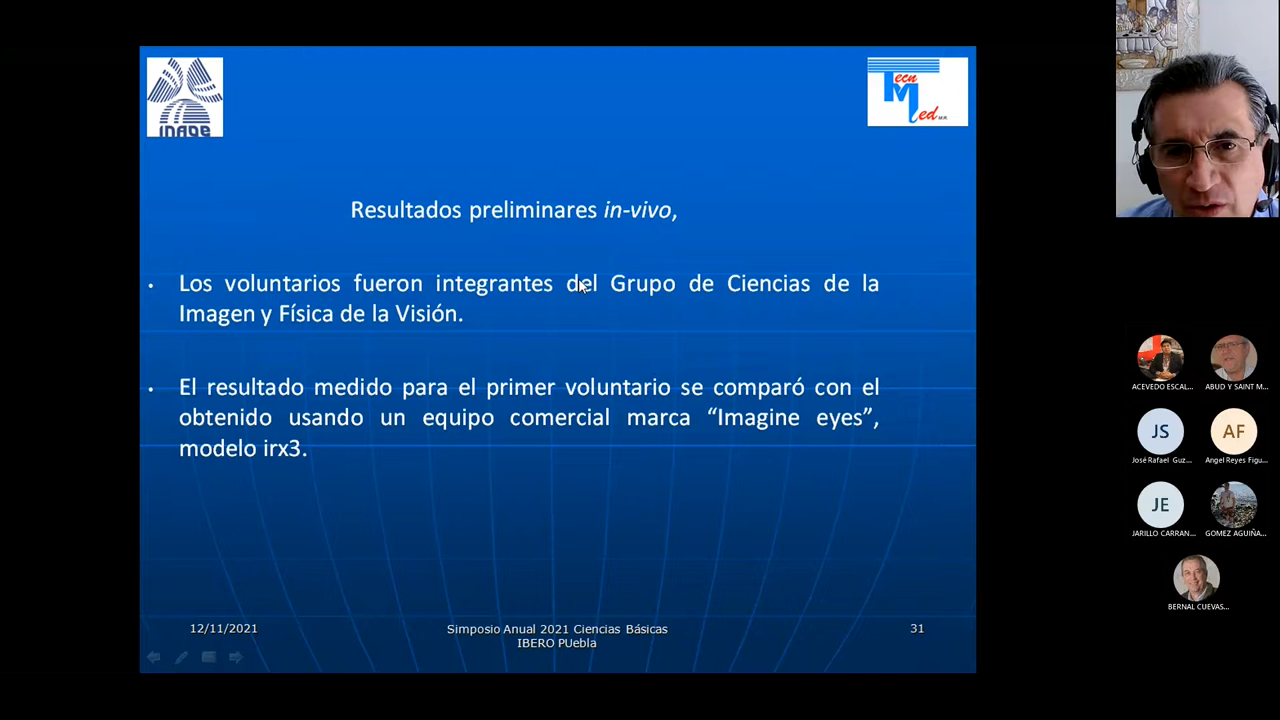 INAOE
Tecn
Med
Resultados preliminares in-vivo,
• Los voluntarios fueron integrantes del Grupo de Ciencias de la
Imagen y Física de la Visión.
• El resultado medido para el primer voluntario se comparó con el
obtenido usando un equipo comercial marca “Imagine eyes”,
modelo irx3.
12/11/2021
Simposio Anual 2021 Ciencias Básicas
IBERO PUebla
31
ACEVEDO ESCAL...
ABUD Y SAINT M...
JS
AF
José Rafael Guz...
Angel Reyes Figu...
JE
JARILLO CARRAN...
GOMEZ AGUIÑA...
BERNAL CUEVAS...